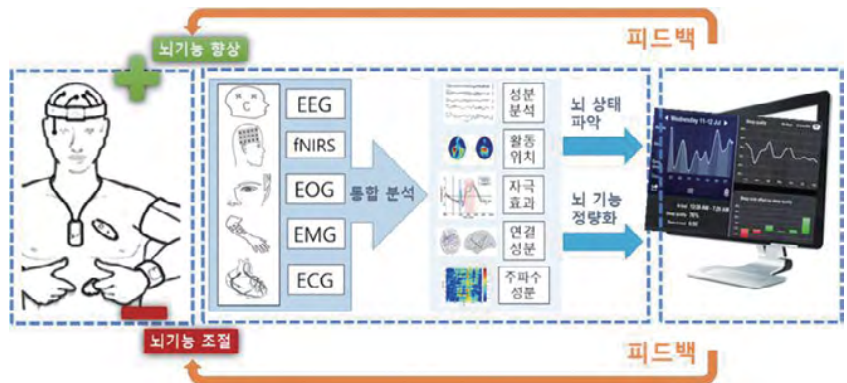 피드백
뇌기능 향상
EEG
fNIRS
EOG
EMG
ECG
통합 분석
성분
분석
활동
위치
자극
효과
연결
성분
주파수
성분
뇌 상태
파악
뇌 기능
정량화
Wednesday 11-12 Jul
뇌기능 조절
피드백